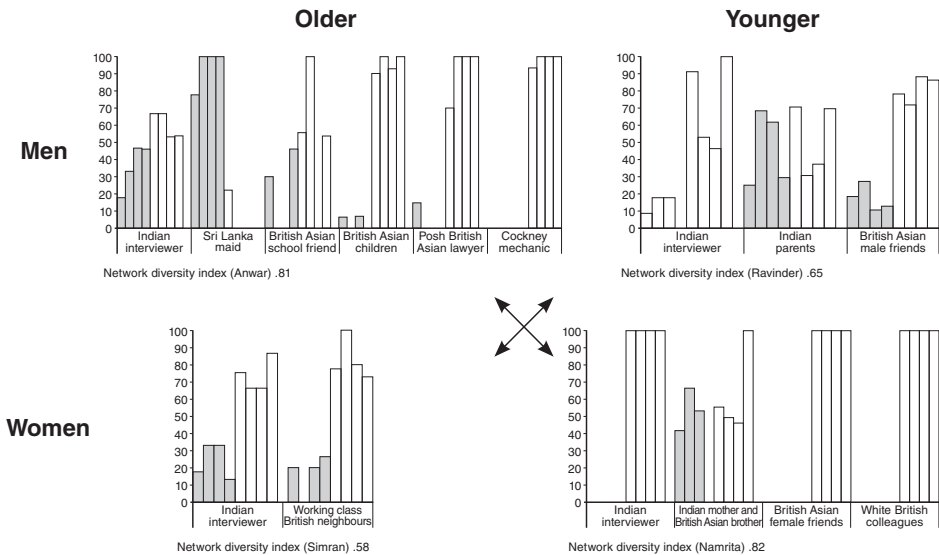 Older
Younger
Men
100
90
80
70
60
50
40
30
20
10
0
Indian interviewer
Sri Lanka maid
British Asian school friend
British Asian children
Posh British Asian lawyer
Cockney mechanic
Network diversity index (Anwar) .81
100
90
80
70
60
50
40
30
20
10
0
Indian interviewer
Indian parents
British Asian male friends
Network diversity index (Ravinder) .65
Women
100
90
80
70
60
50
40
30
20
10
0
Indian interviewer
Working class British neighbours
Network diversity index (Simran) .58
100
90
80
70
60
50
40
30
20
10
0
Indian interviewer
Indian mother and British Asian brother
British Asian female friends
White British colleagues
Network diversity index (Namrita) .82